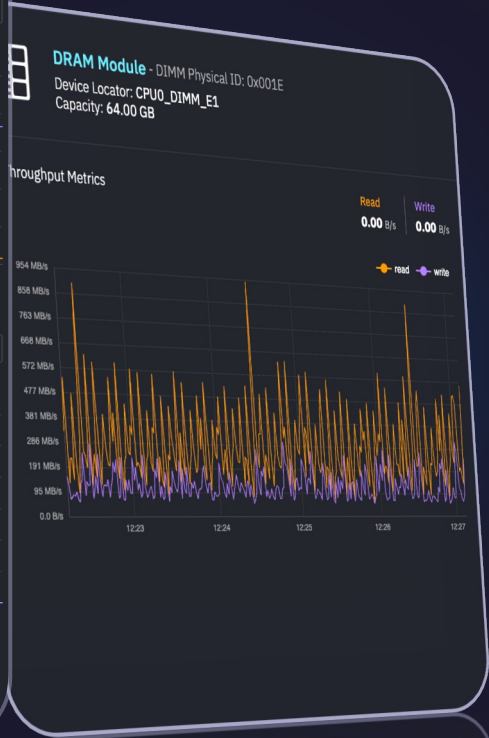 DRAM Module - DIMM Physical ID: 0x001E
Device Locator: CPU0_DIMM_E1
Capacity: 64.00 GB
Throughput Metrics
Read Write
0.00 B/s 0.00 B/s
read write
954 MB/s
858 MB/s
763 MB/s
668 MB/s
572 MB/s
477 MB/s
381 MB/s
286 MB/s
191 MB/s
95 MB/s
0.0 B/s
12:23 12:24 12:25 12:26 12:27